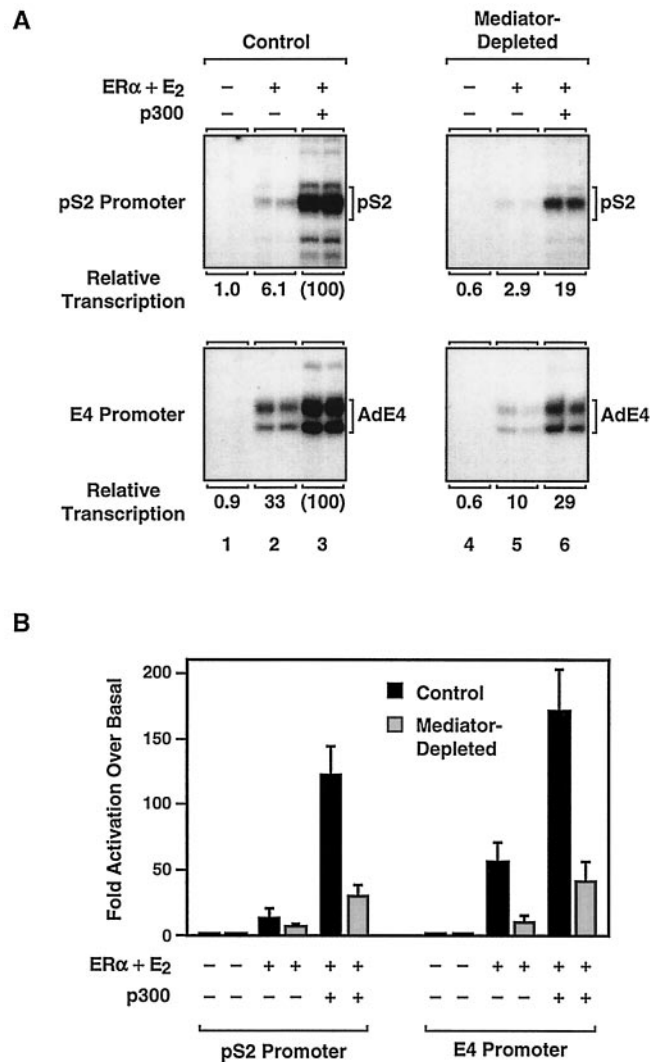 A
Control
Mediator-
Depleted
ERα + E2 – + + – + +
p300 – – + – – +
pS2 Promoter pS2 pS2
Relative
Transcription
1.0 6.1 (100) 0.6 2.9 19
E4 Promoter AdE4 AdE4
Relative
Transcription
0.9 33 (100) 0.6 10 29
1 2 3 4 5 6
B
Fold Activation Over Basal
200
150
100
50
0
Control
Mediator-
Depleted
ERα + E2 – – + + + + – – + + + +
p300 – – – – + + – – – – + +
pS2 Promoter E4 Promoter